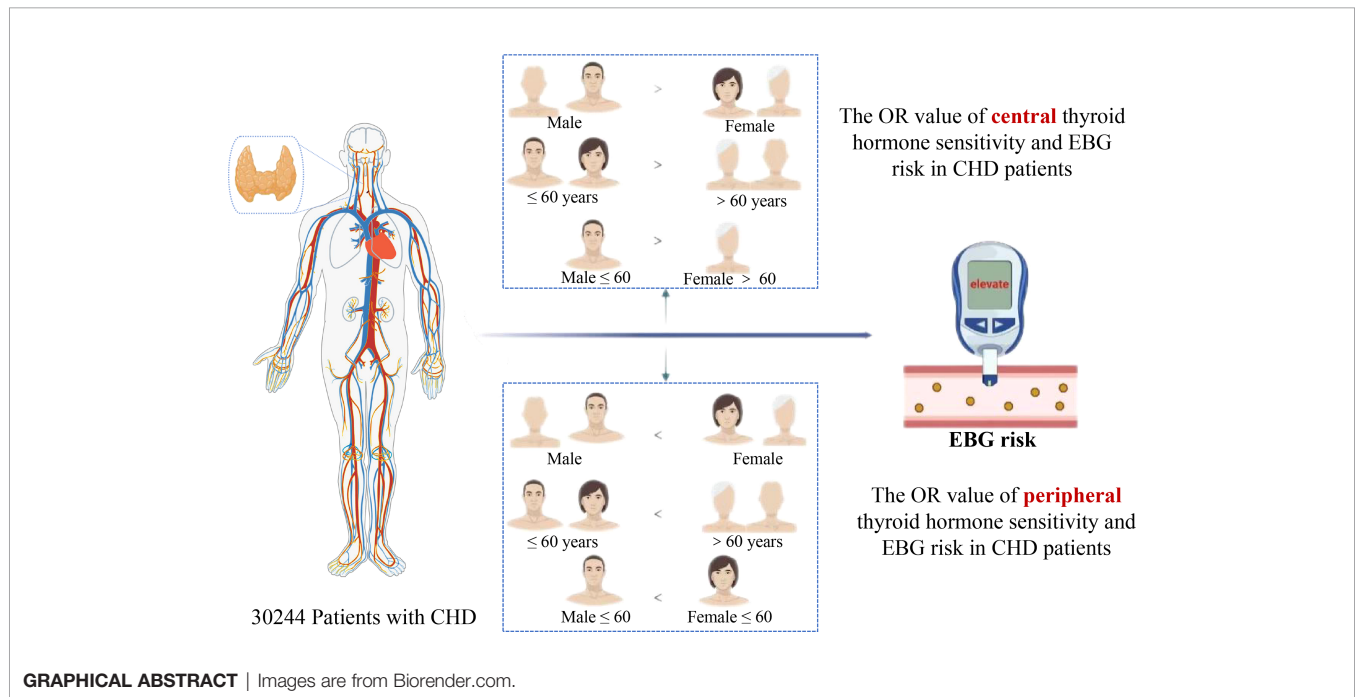 Male > Female
≤ 60 years > > 60 years
>
Male ≤ 60 Female > 60
The OR value of central thyroid
hormone sensitivity and EBG
risk in CHD patients
elevate
EBG risk
Male < Female
≤ 60 years < > 60 years
<
Male ≤ 60 Female ≤ 60
The OR value of peripheral
thyroid hormone sensitivity and
EBG risk in CHD patients
30244 Patients with CHD
GRAPHICAL ABSTRACT | Images are from Biorender.com.